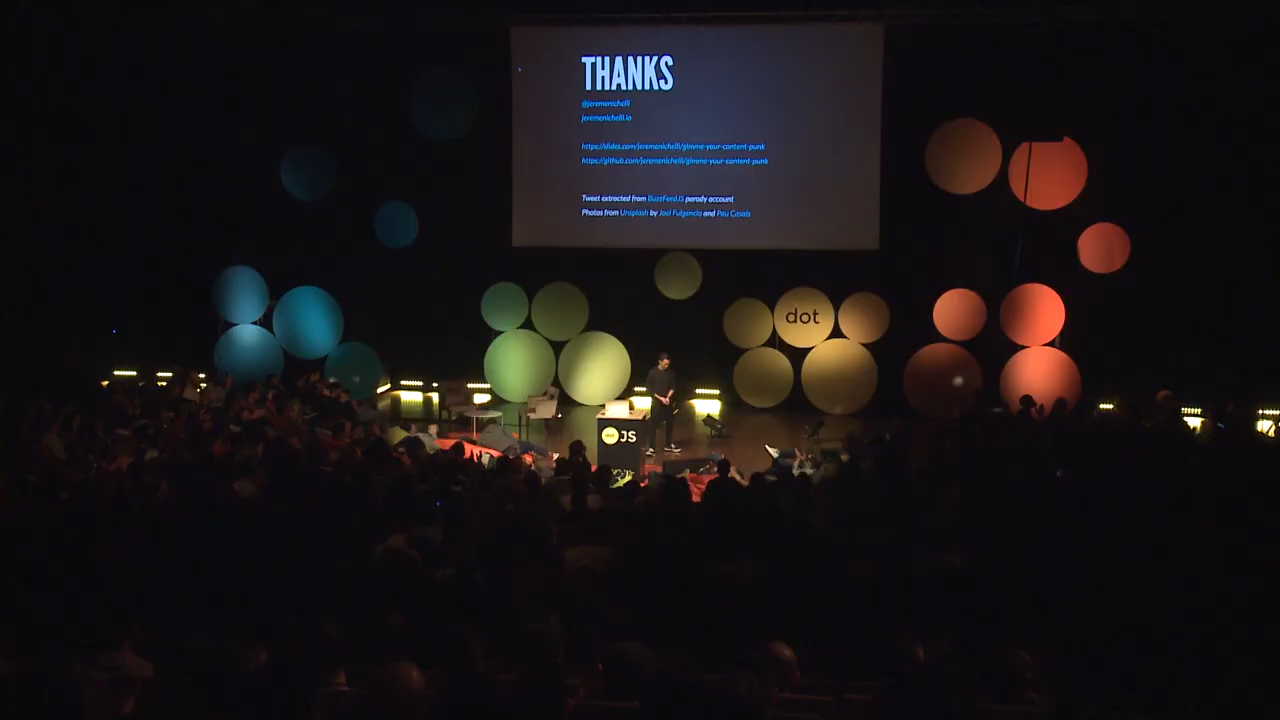 THANKS
@jeremenichelli
jeremenichelli.io
https://slides.com/jeremenichelli/gimme-your-content-punk
https://github.com/jeremenichelli/gimme-your-content-punk
Tweet extracted from BuzzFeedJS parody account
Photos from Unsplash by Joel Fulgencio and Pau Casals
dot
dot JS